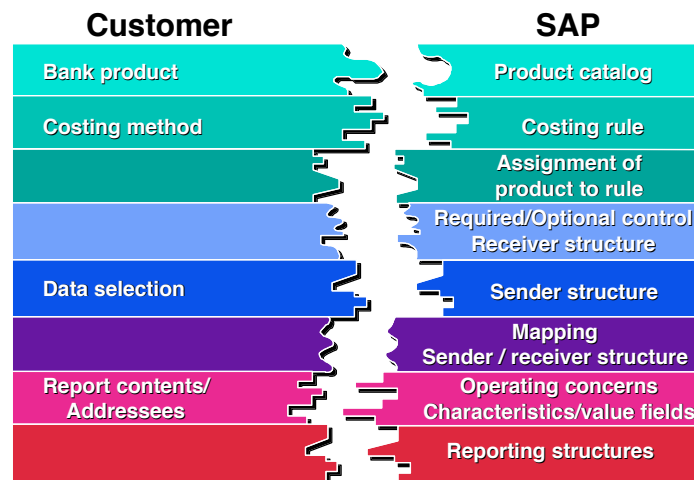 Customer
SAP
Bank product
Product catalog
Costing method
Costing rule
Assignment of
product to rule
Required/Optional control
Receiver structure
Data selection
Sender structure
Mapping
Sender / receiver structure
Report contents/
Addressees
Operating concerns
Characteristics/value fields
Reporting structures